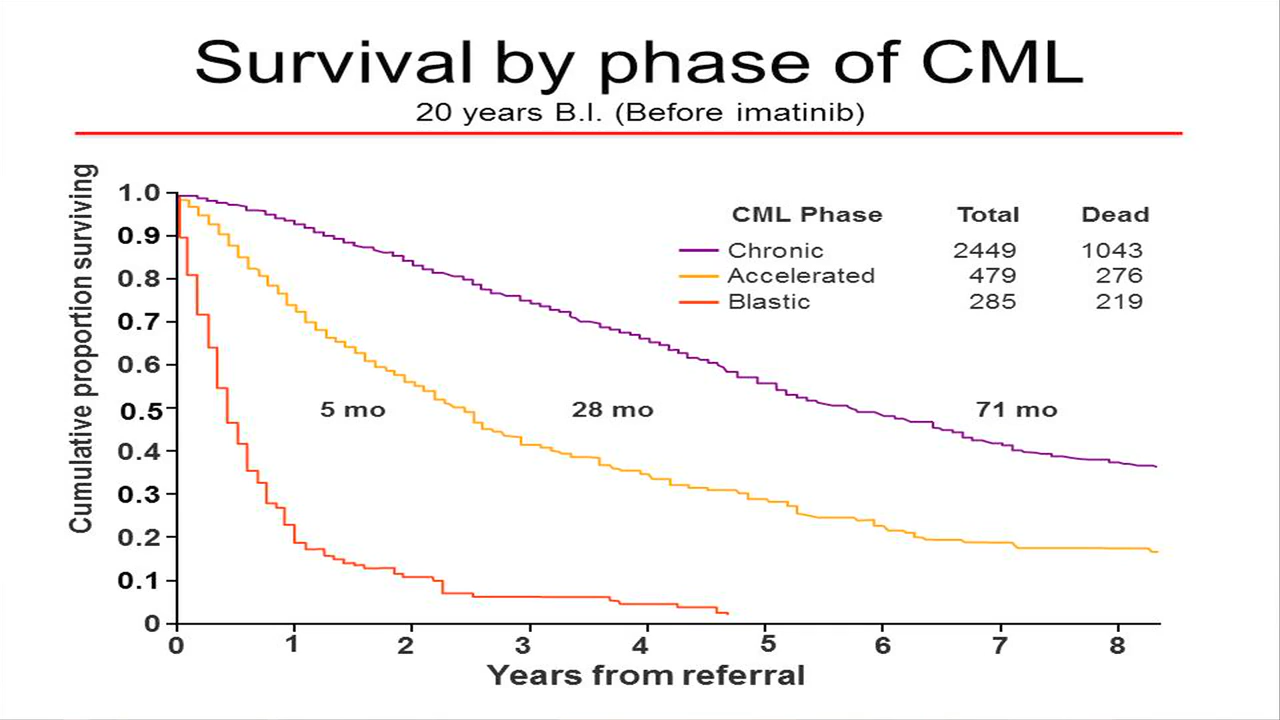 Survival by phase of CML
20 years B.I. (Before imatinib)
Cumulative proportion surviving
1.0
0.9
0.8
0.7
0.6
0.5
0.4
0.3
0.2
0.1
0
CML Phase Total Dead
Chronic 2449 1043
Accelerated 479 276
Blastic 285 219
5 mo 28 mo 71 mo
0 1 2 3 4 5 6 7 8
Years from referral